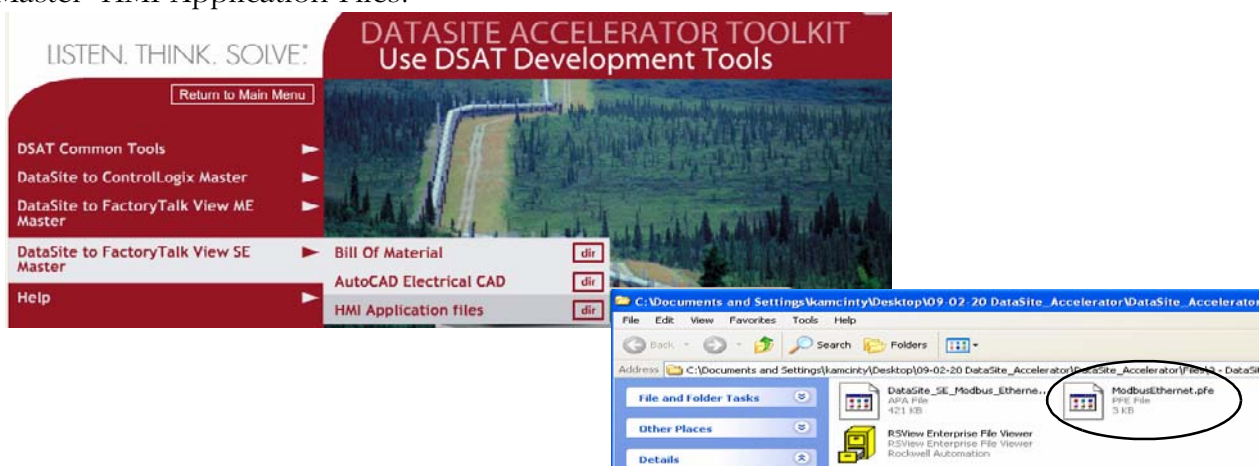 Master HMI Application Files.
LISTEN. THINK. SOLVE.
DATASITE ACCELERATOR TOOLKIT
Use DSAT Development Tools
Return to Main Menu
DSAT Common Tools
DataSite to ControlLogix Master
DataSite to FactoryTalk View ME
Master
DataSite to FactoryTalk View SE
Master
Help
Bill Of Material dir
AutoCAD Electrical CAD dir
HMI Application files dir
C:\Documents and Settings\kamcinty\Desktop\09-02-20 DataSite_Accelerator\DataSite_Accelerator
File Edit View Favorites Tools Help
Back Search Folders
Address C:\Documents and Settings\kamcinty\Desktop\09-02-20 DataSite_Accelerator\DataSite_Accelerator\Files\3 - DataSit
File and Folder Tasks
Other Places
Details
DataSite_SE_Modbus_Etherne...
APA File
421 KB
ModbusEthernet.pfe
PFE File
3 KB
RSView Enterprise File Viewer
RSView Enterprise File Viewer
Rockwell Automation